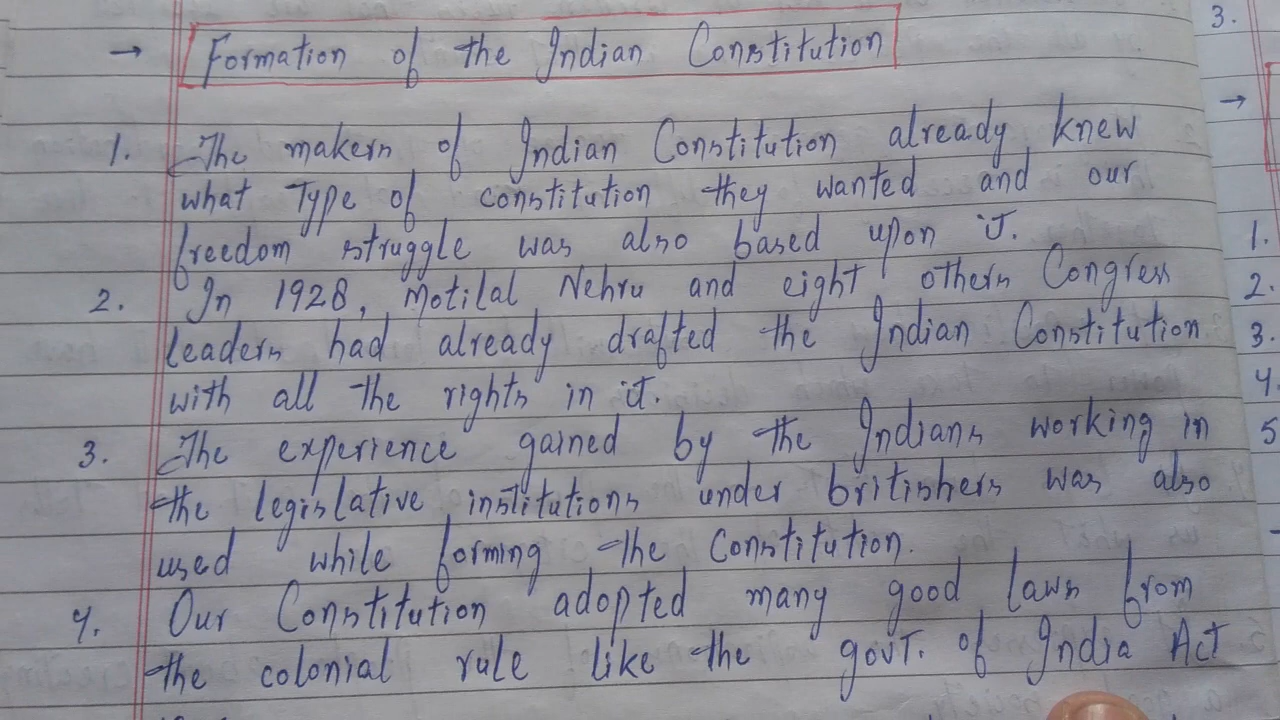 → Formation of the Indian Constitution
1. The makers of Indian Constitution already knew
what Type of constitution they wanted and our
freedom struggle was also based upon it.
2. In 1928, Motilal Nehru and eight others Congress
leaders had already drafted the Indian Constitution
with all the rights in it.
3. The experience gained by the Indians working in
the legislative institutions under britishers was also
used while forming the Constitution.
4. Our Constitution adopted many good laws from
the colonial rule like the govt. of India Act
3.
→
1.
2.
3.
4.
5